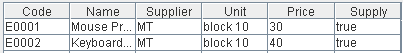 Code Name Supplier Unit Price Supply
E0001 Mouse Pr... MT block 10 30 true
E0002 Keyboard... MT block 10 40 true